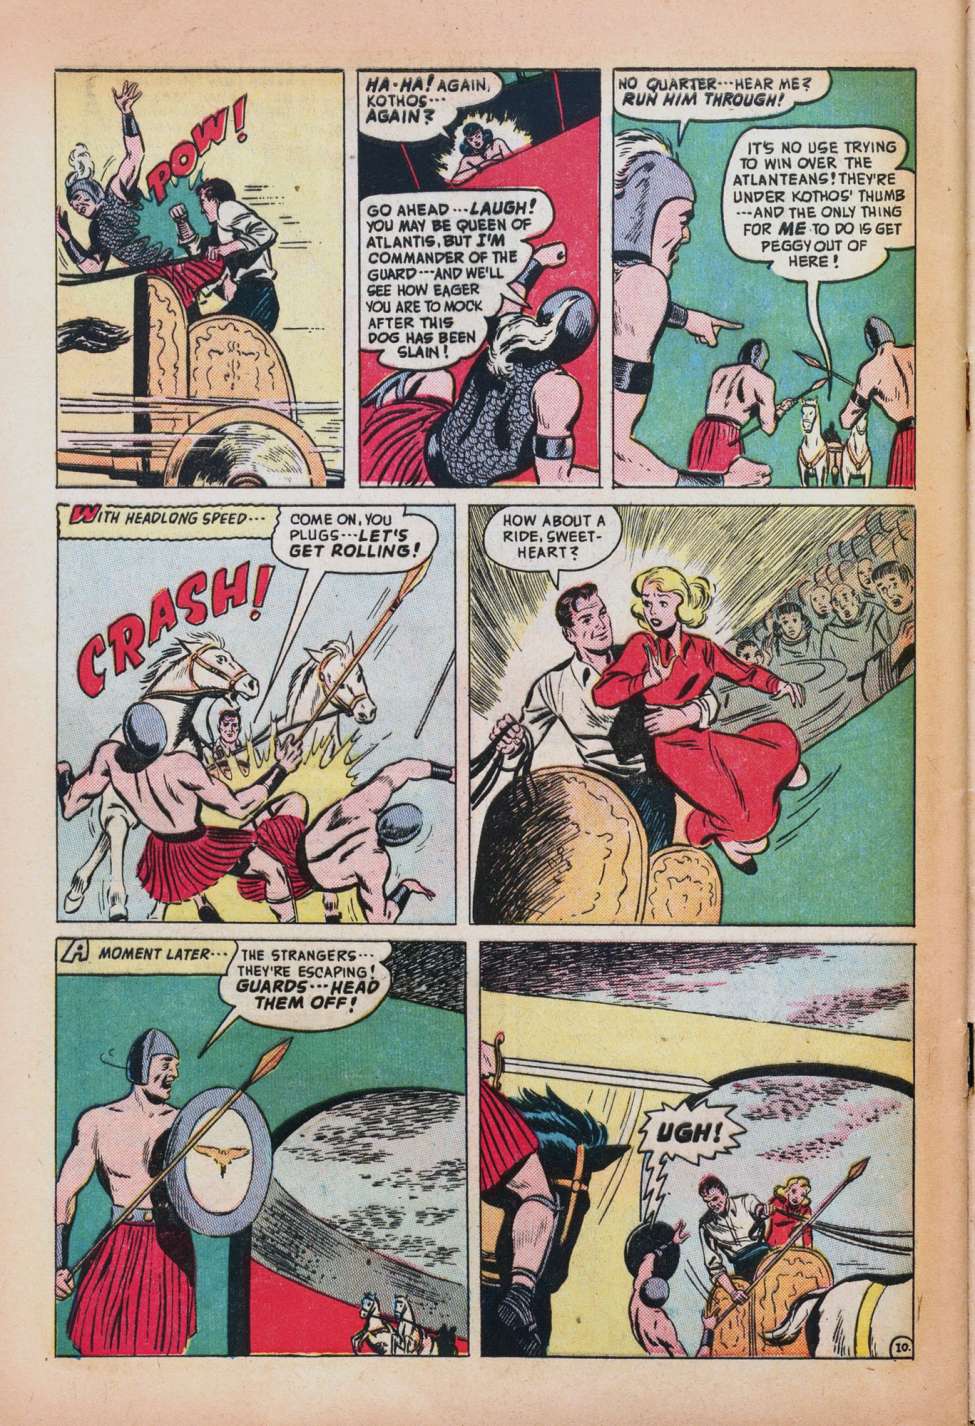 POW!
HA-HA! AGAIN,
KOTHOS---
AGAIN?
GO AHEAD---LAUGH!
YOU MAY BE QUEEN OF
ATLANTIS, BUT I'M
COMMANDER OF THE
GUARD---AND WE'LL
SEE HOW EAGER
YOU ARE TO MOCK
AFTER THIS
DOG HAS BEEN
SLAIN!
NO QUARTER---HEAR ME?
RUN HIM THROUGH!
IT'S NO USE TRYING
TO WIN OVER THE
ATLANTEANS! THEY'RE
UNDER KOTHOS' THUMB
---AND THE ONLY THING
FOR ME TO DO IS GET
PEGGY OUT OF
HERE!
WITH HEADLONG SPEED---
COME ON, YOU
PLUGS---LET'S
GET ROLLING!
CRASH!
HOW ABOUT A
RIDE, SWEET-
HEART?
A MOMENT LATER---
THE STRANGERS---
THEY'RE ESCAPING!
GUARDS---HEAD
THEM OFF!
UGH!
10.